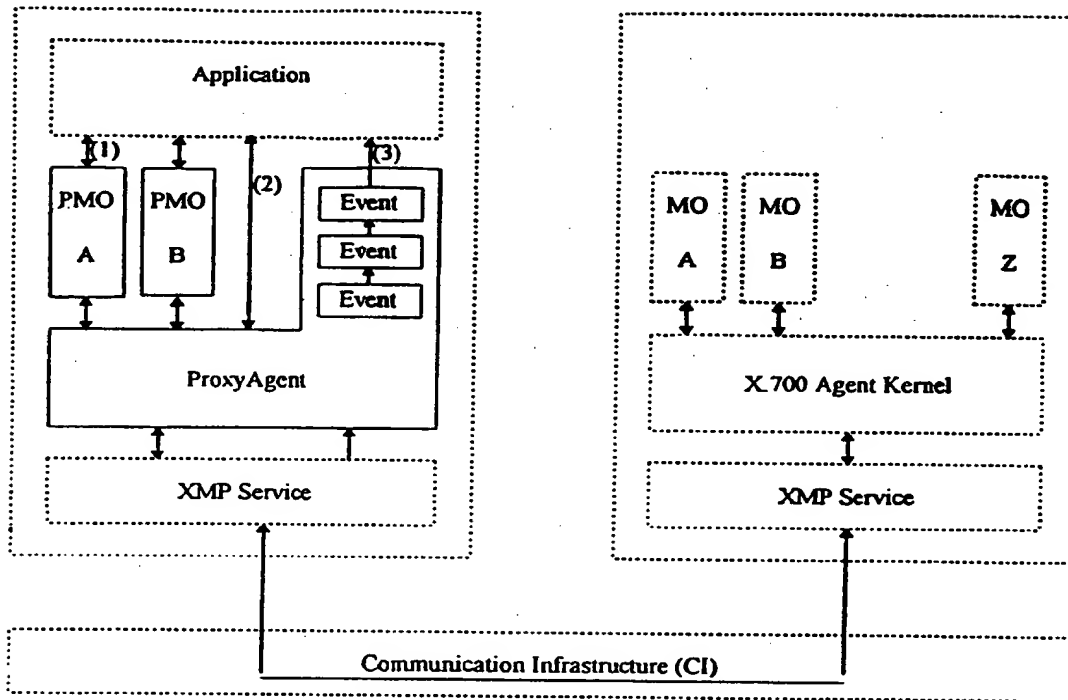 Application
(1)
(2)
(3)
PMO
A
PMO
B
Event
Event
Event
ProxyAgent
XMP Service
MO
A
MO
B
MO
Z
X.700 Agent Kernel
XMP Service
Communication Infrastructure (CI)